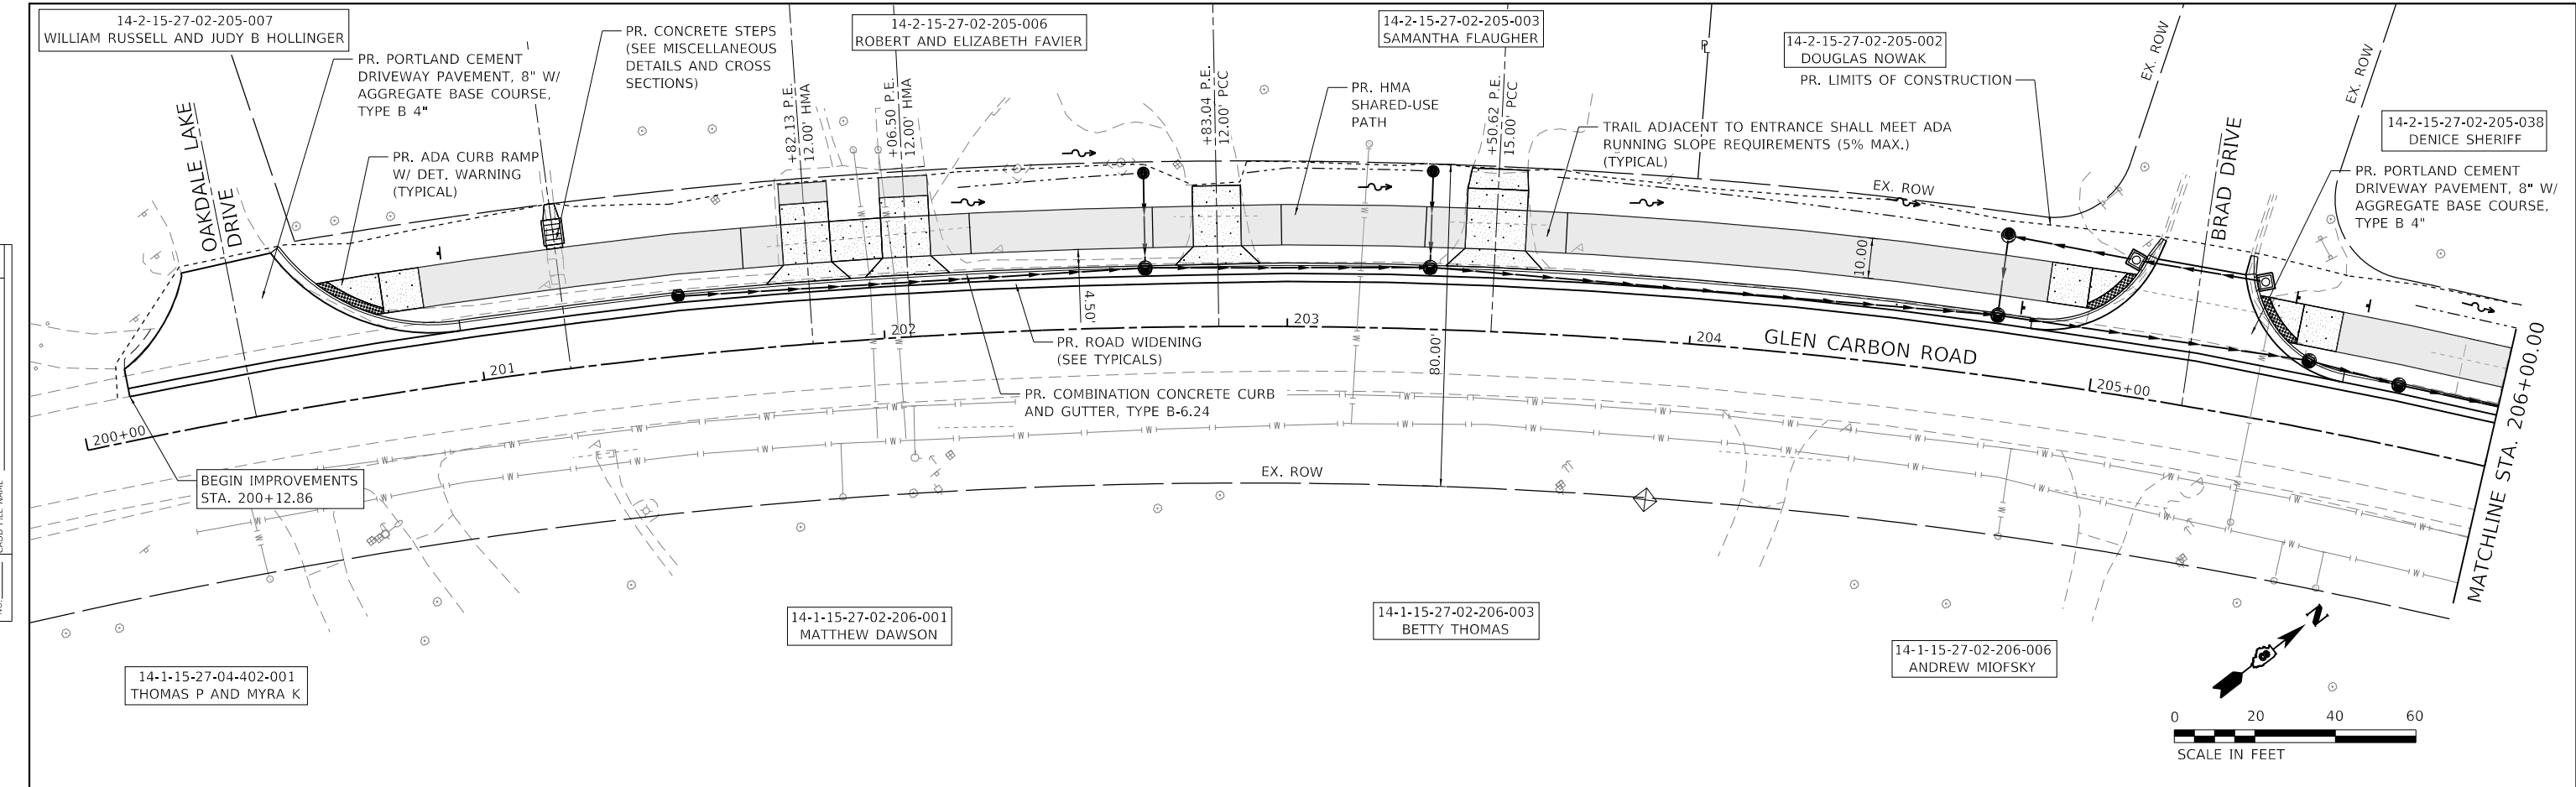 14-2-15-27-02-205-007
WILLIAM RUSSELL AND JUDY B HOLLINGER
PR. PORTLAND CEMENT
DRIVEWAY PAVEMENT, 8" W/
AGGREGATE BASE COURSE,
TYPE B 4"
PR. CONCRETE STEPS
(SEE MISCELLANEOUS
DETAILS AND CROSS
SECTIONS)
14-2-15-27-02-205-006
ROBERT AND ELIZABETH FAVIER
14-2-15-27-02-205-003
SAMANTHA FLAUGHER
14-2-15-27-02-205-002
DOUGLAS NOWAK
PR. LIMITS OF CONSTRUCTION
EX. ROW
EX. ROW
14-2-15-27-02-205-038
DENICE SHERIFF
PR. PORTLAND CEMENT
DRIVEWAY PAVEMENT, 8" W/
AGGREGATE BASE COURSE,
TYPE B 4"
OAKDALE LAKE
DRIVE
PR. ADA CURB RAMP
W/ DET. WARNING
(TYPICAL)
+82.13 P.E.
12.00' HMA
+06.50 P.E.
12.00' HMA
+83.04 P.E.
12.00' PCC
PR. HMA
SHARED-USE
PATH
+50.62 P.E.
15.00' PCC
TRAIL ADJACENT TO ENTRANCE SHALL MEET ADA
RUNNING SLOPE REQUIREMENTS (5% MAX.)
(TYPICAL)
EX. ROW
BRAD DRIVE
10.00
4.50'
80.00'
200+00
201
202
203
204
205+00
GLEN CARBON ROAD
PR. ROAD WIDENING
(SEE TYPICALS)
PR. COMBINATION CONCRETE CURB
AND GUTTER, TYPE B-6.24
EX. ROW
BEGIN IMPROVEMENTS
STA. 200+12.86
MATCHLINE STA. 206+00.00
14-1-15-27-04-402-001
THOMAS P AND MYRA K
14-1-15-27-02-206-001
MATTHEW DAWSON
14-1-15-27-02-206-003
BETTY THOMAS
14-1-15-27-02-206-006
ANDREW MIOFSKY
N
0 20 40 60
SCALE IN FEET